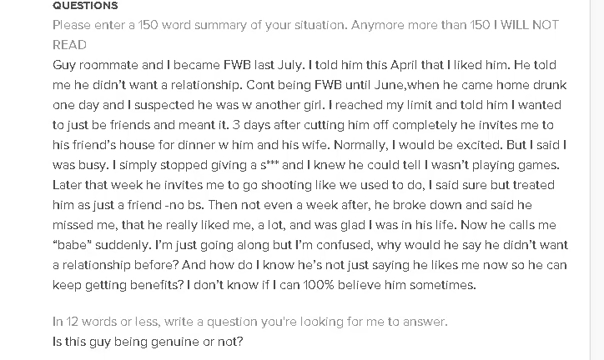 QUESTIONS
Please enter a 150 word summary of your situation. Anymore more than 150 I WILL NOT
READ
Guy roommate and I became FWB last July. I told him this April that I liked him. He told
me he didn't want a relationship. Cont being FWB until June,when he came home drunk
one day and I suspected he was w another girl. I reached my limit and told him I wanted
to just be friends and meant it. 3 days after cutting him off completely he invites me to
his friend's house for dinner w him and his wife. Normally, I would be excited. But I said I
was busy. I simply stopped giving a s*** and I knew he could tell I wasn't playing games.
Later that week he invites me to go shooting like we used to do, I said sure but treated
him as just a friend -no bs. Then not even a week after, he broke down and said he
missed me, that he really liked me, a lot, and was glad I was in his life. Now he calls me
"babe" suddenly. I'm just going along but I'm confused, why would he say he didn't want
a relationship before? And how do I know he's not just saying he likes me now so he can
keep getting benefits? I don't know if I can 100% believe him sometimes.
In 12 words or less, write a question you're looking for me to answer.
Is this guy being genuine or not?